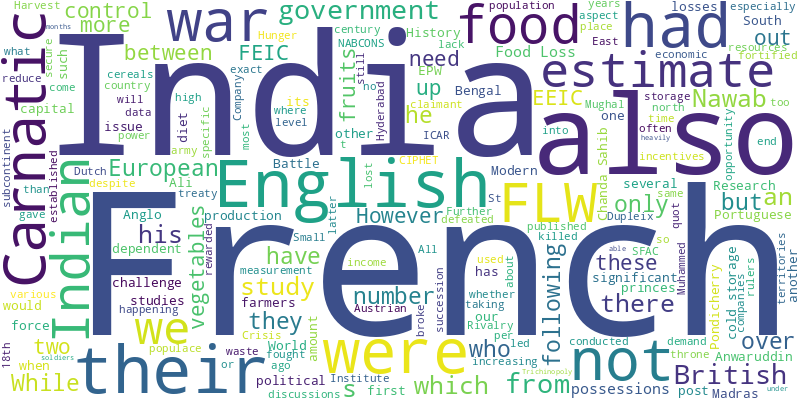 Harvest
months
more
control
war
government
food
had
population
years
especially
losses
aspect
place
out
South
Hunger
such
subcontinent
what
secure
reduce
Carnatic
India
between
FEIC
century
NABCONS
History
lack
East
economic
fortified
resources
Food Loss
estimate
also
cereals
exact
come
country
its
need
EPW
still
claimant
storage
north
too
will
Company
fruits
Hyderabad
up
Bengal
Mughal
data
capital
high
where
diet
most
level
no
EEIC
Nawab
time
often
heavily
issue
power
specific
he
other
ICAR
into
one
end
incentives
army
t
opportunity
than
established
Indian
European
Dutch
Battle
Modern
CIPHET
English
FLW
Chanda Sahib
but
an
despite
Ali
lost
several
only
Research
treaty
same
gave
Anglo
production
However
St
Further
defeated
published
Dupleix
Portuguese
his
dependent
vegetables
rewarded
Small
latter
All
killed
used
so
these
SFAC
quot
Muhammed
able
have
measurement
income
number
has
about
challenge
studies
following
there
significant
princes
Pondicherry
cold storage
companies
rulers
territories
another
various
happening
farmers
study
Austrian
whether
taking
would
they
Crisis
World
amount
broke
succession
our
Rivalry
who
per
conducted
demand
over
we
populace
French
force
two
waste
fought
increasing
Institute
led
throne
Anwaruddin
18th
when
or
ago
were
not
British
While
their
political
discussions
s
first
which
from
possessions
post
Madras
soldiers
Trichonopoly
under